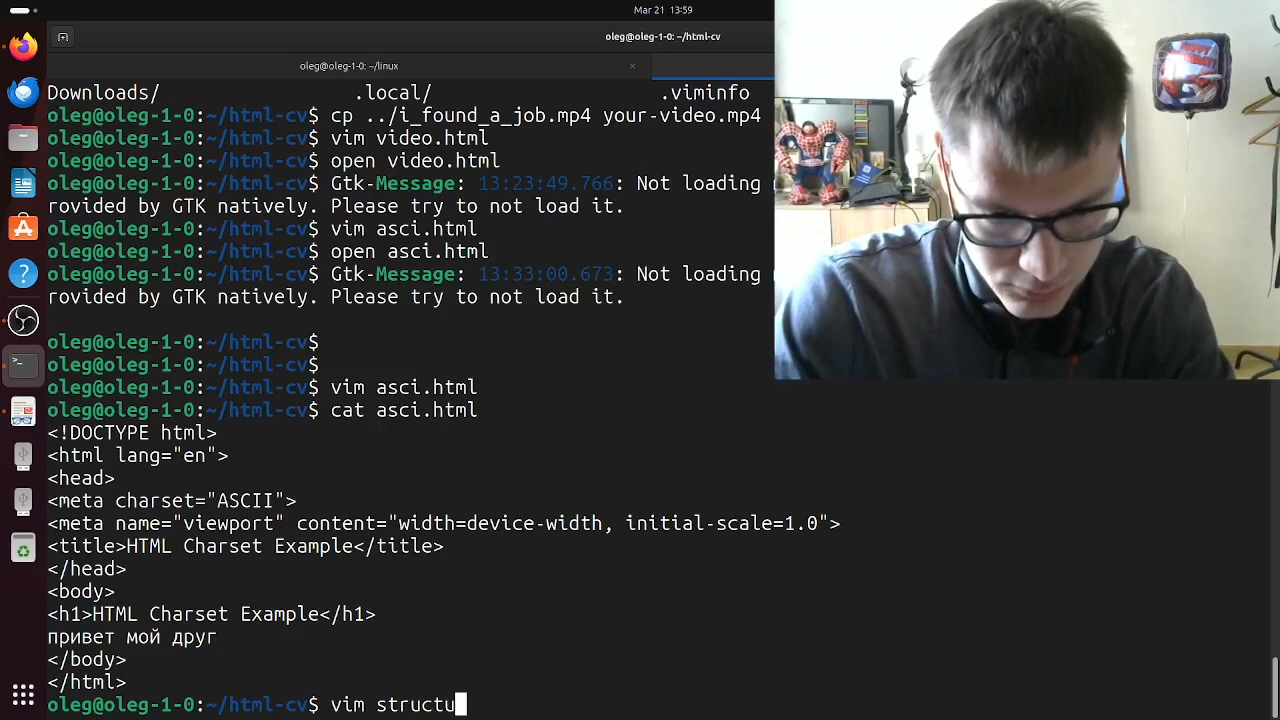 Mar 21 13:59
oleg@oleg-1-0: ~/html-cv
oleg@oleg-1-0: ~/linux
Downloads/ .local/ .viminfo
oleg@oleg-1-0:~/html-cv$ cp ../i_found_a_job.mp4 your-video.mp4
oleg@oleg-1-0:~/html-cv$ vim video.html
oleg@oleg-1-0:~/html-cv$ open video.html
oleg@oleg-1-0:~/html-cv$ Gtk-Message: 13:23:49.766: Not loading
rovided by GTK natively. Please try to not load it.
oleg@oleg-1-0:~/html-cv$ vim asci.html
oleg@oleg-1-0:~/html-cv$ open asci.html
oleg@oleg-1-0:~/html-cv$ Gtk-Message: 13:33:00.673: Not loading
rovided by GTK natively. Please try to not load it.
oleg@oleg-1-0:~/html-cv$
oleg@oleg-1-0:~/html-cv$
oleg@oleg-1-0:~/html-cv$ vim asci.html
oleg@oleg-1-0:~/html-cv$ cat asci.html
<!DOCTYPE html>
<html lang="en">
<head>
<meta charset="ASCII">
<meta name="viewport" content="width=device-width, initial-scale=1.0">
<title>HTML Charset Example</title>
</head>
<body>
<h1>HTML Charset Example</h1>
привет мой друг
</body>
</html>
oleg@oleg-1-0:~/html-cv$ vim structu